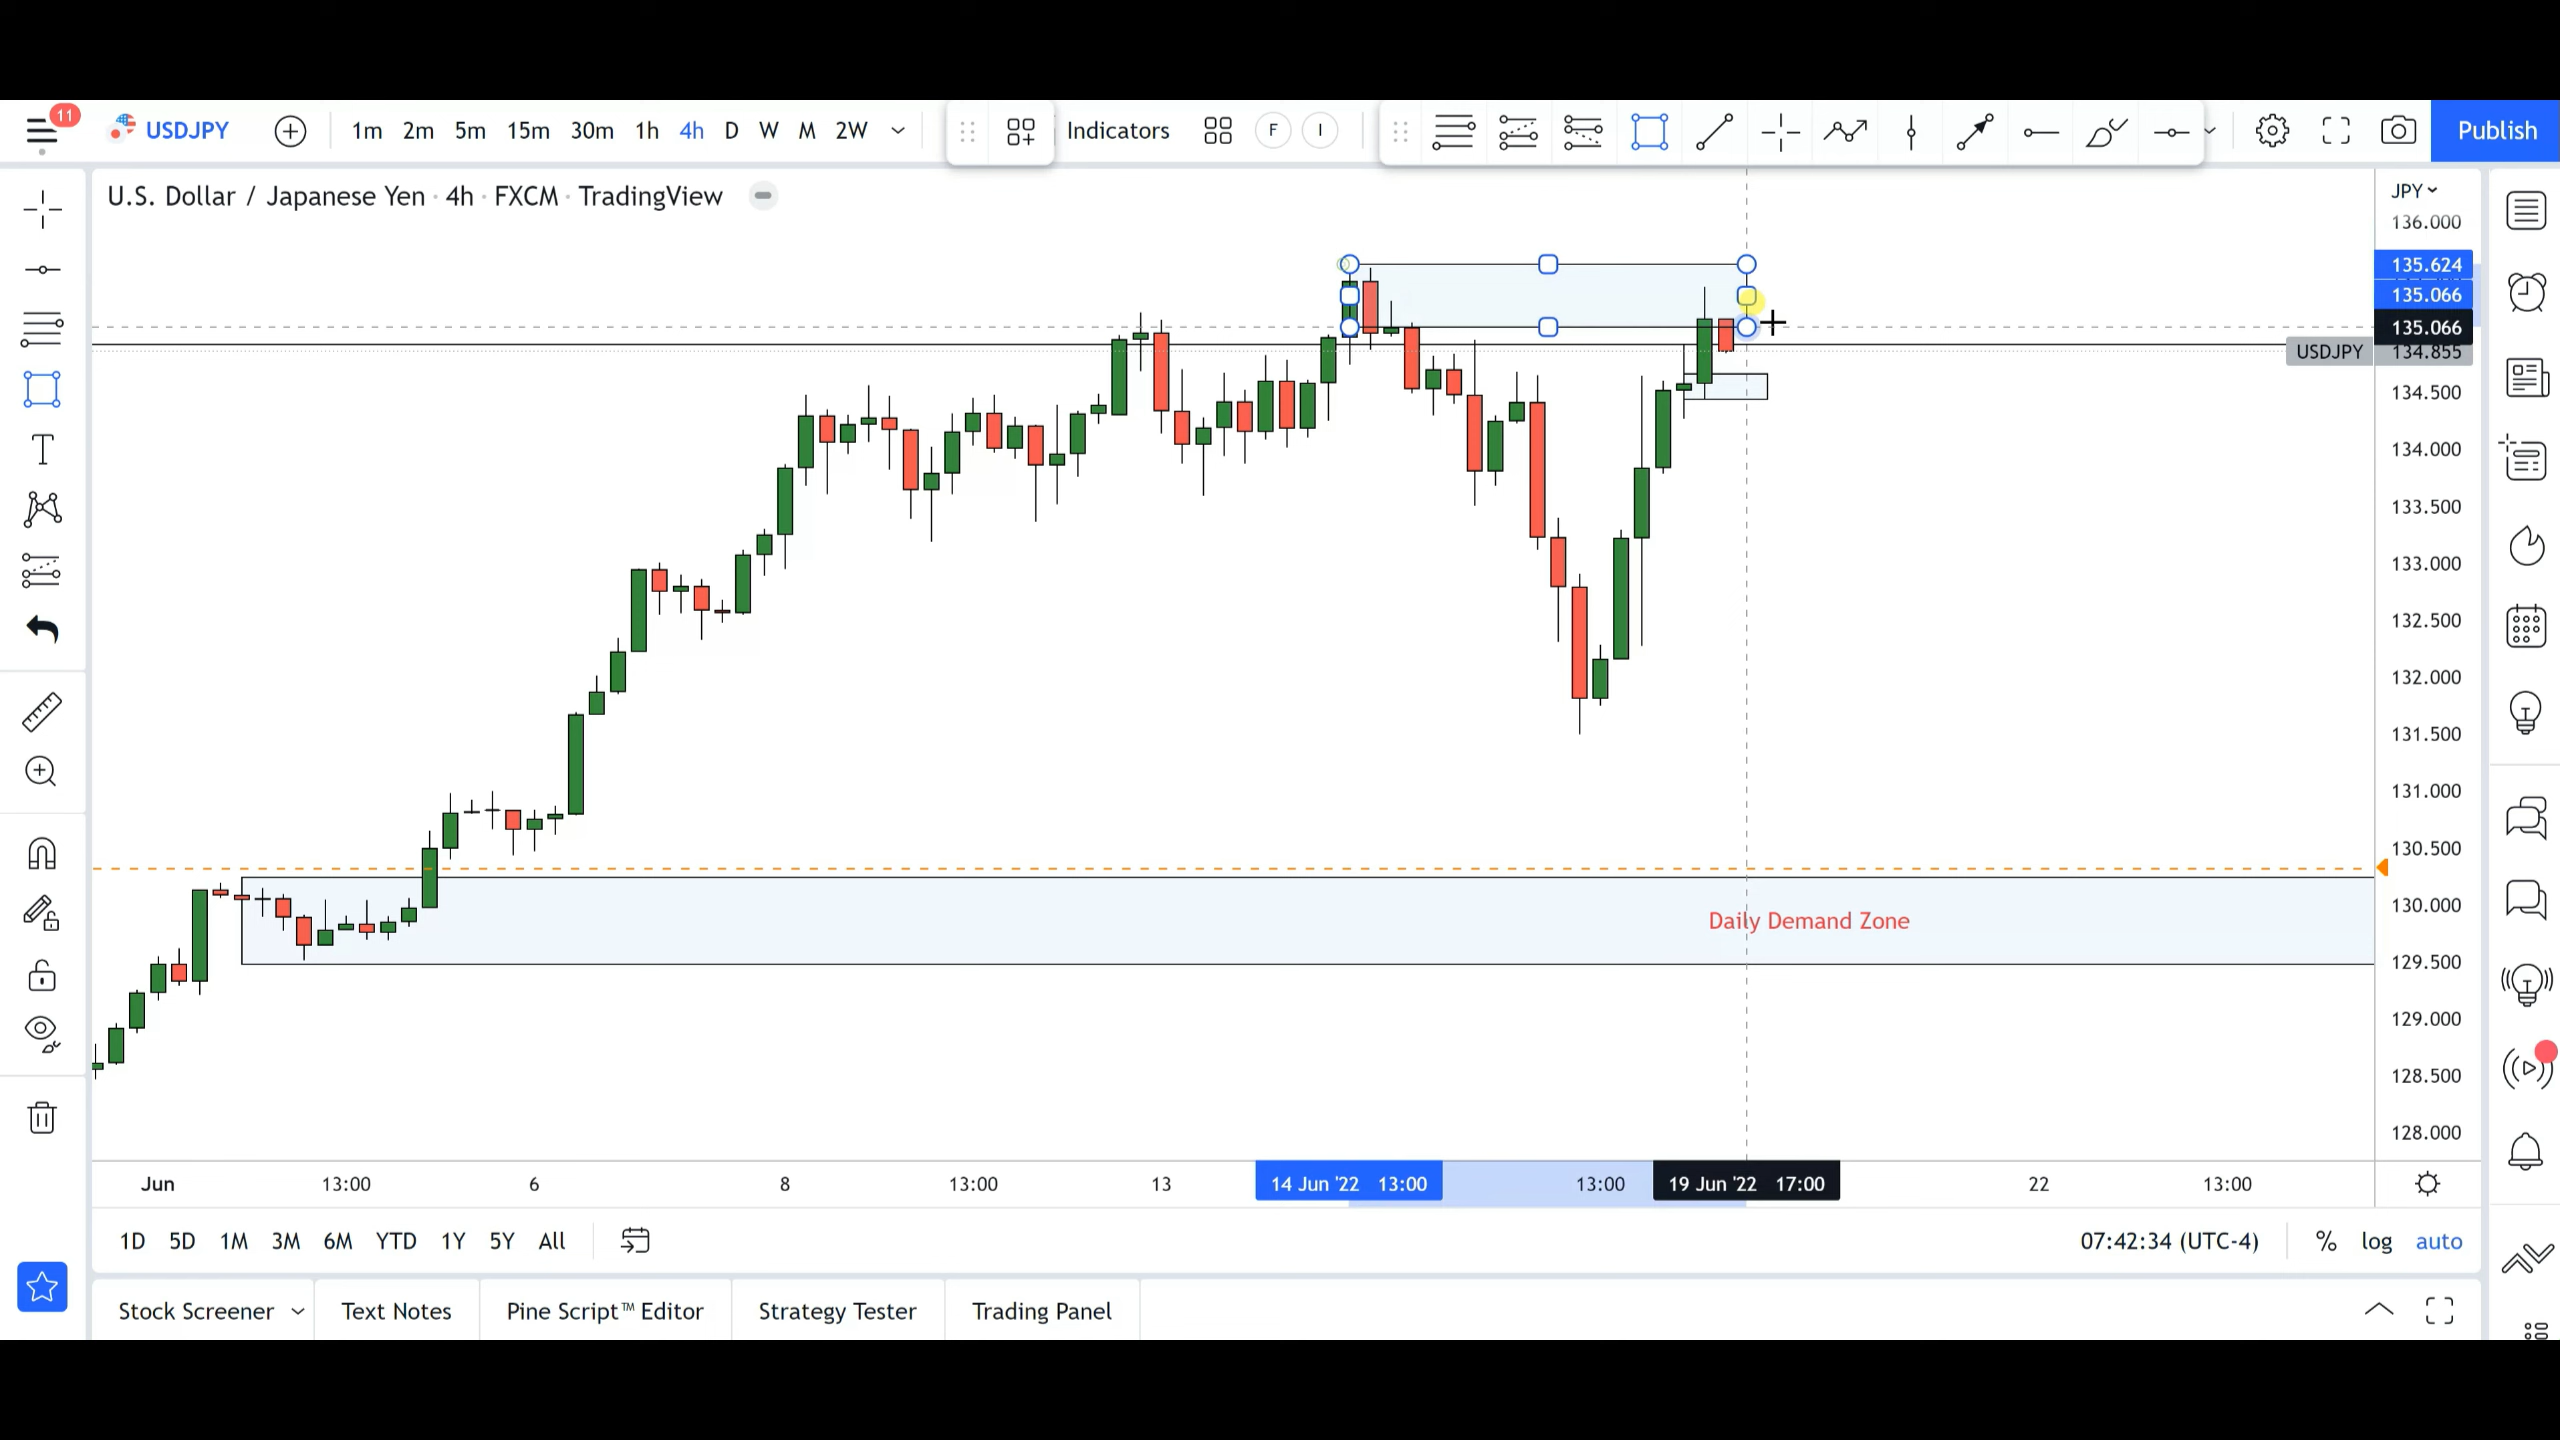 11
USDJPY 1m 2m 5m 15m 30m 1h 4h D W M 2W Indicators F I Publish
U.S. Dollar / Japanese Yen · 4h · FXCM · TradingView
JPY
136.000
135.624
135.066
135.066
USDJPY 134.855
134.500
134.000
133.500
133.000
132.500
132.000
131.500
131.000
130.500
130.000
129.500
129.000
128.500
128.000
Daily Demand Zone
Jun 13:00 6 8 13:00 13 14 Jun '22 13:00 13:00 19 Jun '22 17:00 22 13:00
1D 5D 1M 3M 6M YTD 1Y 5Y All 07:42:34 (UTC-4) % log auto
Stock Screener Text Notes Pine Script™ Editor Strategy Tester Trading Panel